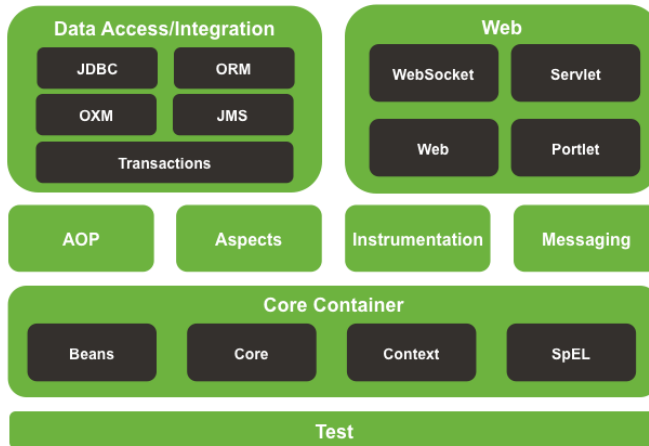 Data Access/Integration
JDBC ORM
OXM JMS
Transactions
Web
WebSocket Servlet
Web Portlet
AOP Aspects Instrumentation Messaging
Core Container
Beans Core Context SpEL
Test